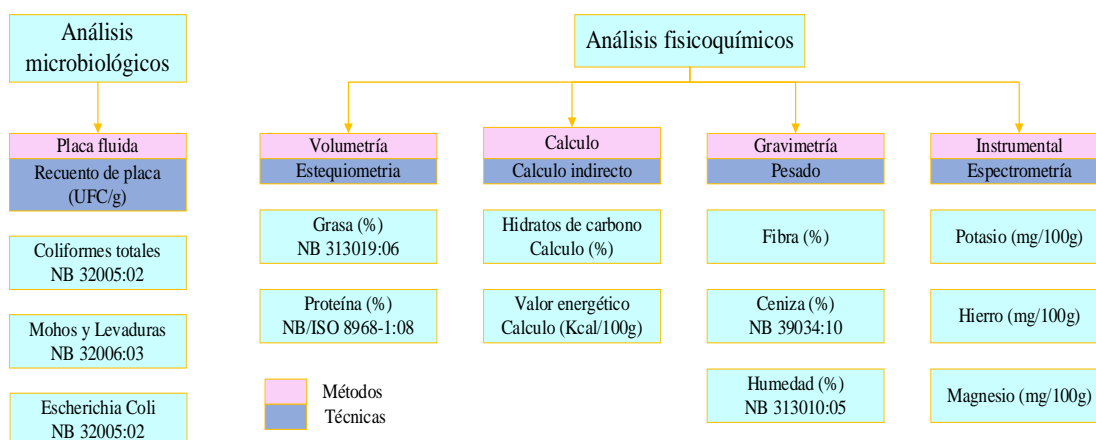 Análisis
microbiológicos
Placa fluida
Recuento de placa
(UFC/g)
Coliformes totales
NB 32005:02
Mohos y Levaduras
NB 32006:03
Escherichia Coli
NB 32005:02
Análisis fisicoquímicos
Volumetría
Estequiometria
Grasa (%)
NB 313019:06
Proteína (%)
NB/ISO 8968-1:08
Calculo
Calculo indirecto
Hidratos de carbono
Calculo (%)
Valor energético
Calculo (Kcal/100g)
Gravimetría
Pesado
Fibra (%)
Ceniza (%)
NB 39034:10
Humedad (%)
NB 313010:05
Instrumental
Espectrometría
Potasio (mg/100g)
Hierro (mg/100g)
Magnesio (mg/100g)
Métodos
Técnicas